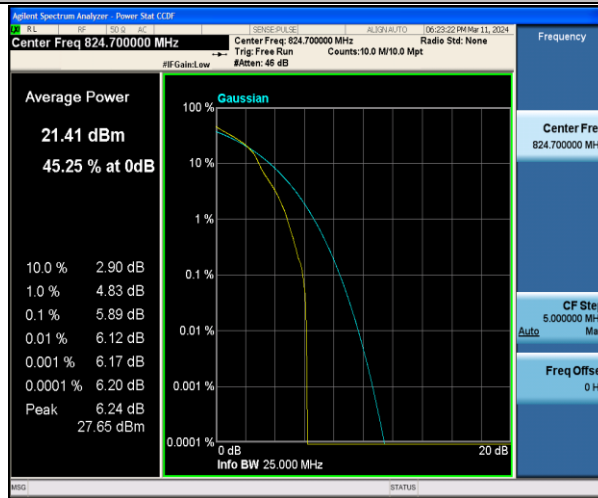 Agilent Spectrum Analyzer - Power Stat CCDF
RL RF 50 Ω AC SENSE:PULSE ALIGNAUTO 06:23:22 PM Mar 11, 2024
Center Freq 824.700000 MHz
Center Freq: 824.700000 MHz Radio Std: None
Trig: Free Run Counts:10.0 M/10.0 Mpt
#IFGain:Low #Atten: 46 dB
Frequency
Average Power
21.41 dBm
45.25 % at 0dB
10.0 % 2.90 dB
1.0 % 4.83 dB
0.1 % 5.89 dB
0.01 % 6.12 dB
0.001 % 6.17 dB
0.0001 % 6.20 dB
Peak 6.24 dB
27.65 dBm
Gaussian
100 %
10 %
1 %
0.1 %
0.01 %
0.001 %
0.0001 %
0 dB 20 dB
Info BW 25.000 MHz
Center Fre
824.700000 MH
CF Ste
5.000000 MH
Auto Ma
Freq Offse
0 H
MSG STATUS